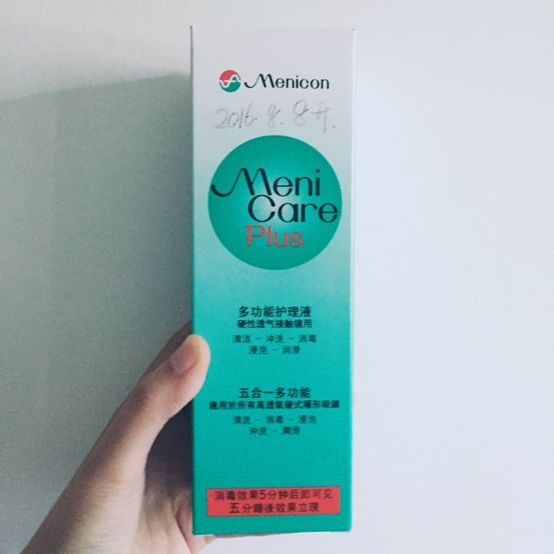 Menicon
2016.8.8开.
Meni
Care
Plus
多功能护理液
硬性透气接触镜用
清洁 - 冲洗 - 消毒
浸泡 - 润滑
五合一多功能
適用於所有高透氧硬式隱形眼鏡
清洗 - 消毒 - 浸泡
沖洗 - 潤滑
消毒效果5分钟后即可见
五分鐘後效果立現